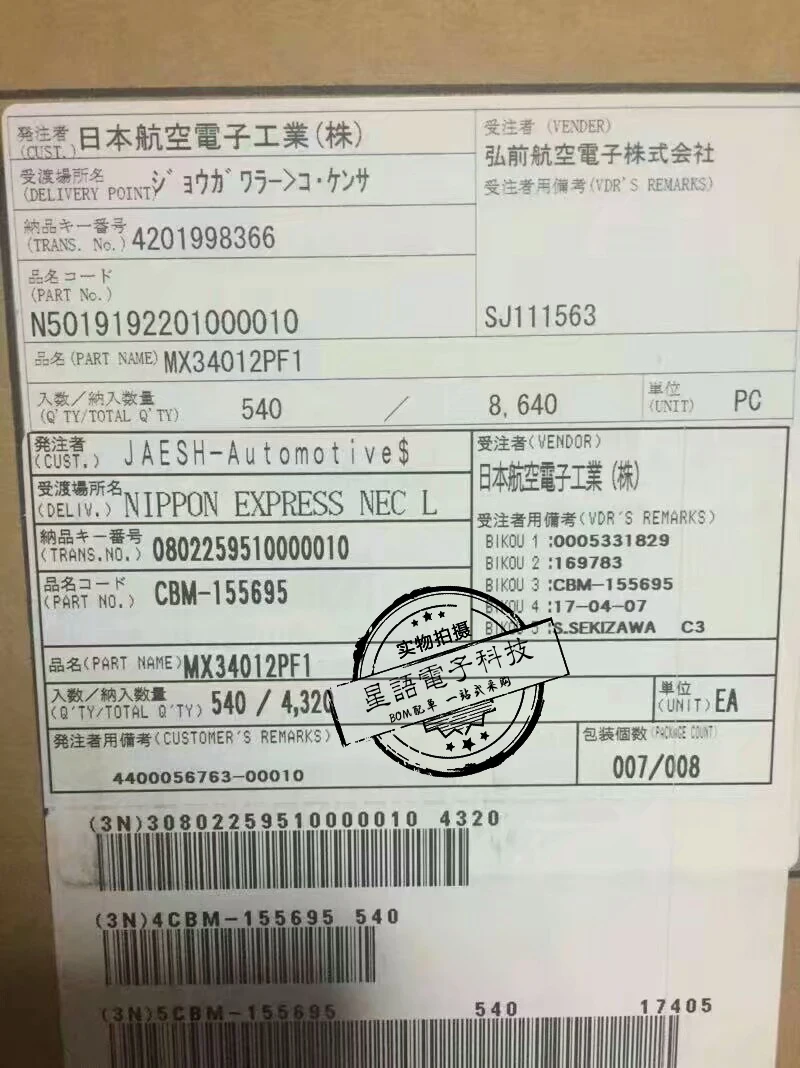 発注者
(CUST.) 日本航空電子工業(株)
受渡場所名
(DELIVERY POINT) ジョウガワラー>コ・ケンサ
納品キー番号
(TRANS. No.) 4201998366
品名コード
(PART No.)
N5019192201000010
受注者 (VENDER)
弘前航空電子株式会社
受注者用備考(VDR'S REMARKS)
SJ111563
品名(PART NAME) MX34012PF1
入数/納入数量
(Q'TY/TOTAL Q'TY) 540 / 8,640
単位
(UNIT) PC
発注者
(CUST.) JAESH-Automotive$
受渡場所名
(DELIV.) NIPPON EXPRESS NEC L
納品キー番号
(TRANS.NO.) 0802259510000010
品名コード
(PART NO.) CBM-155695
受注者(VENDOR)
日本航空電子工業(株)
受注者用備考(VDR'S REMARKS)
BIKOU 1 :0005331829
BIKOU 2 :169783
BIKOU 3 :CBM-155695
BIKOU 4 :17-04-07
BIKOU 5 :S.SEKIZAWA C3
品名(PART NAME) MX34012PF1
入数/納入数量
(Q'TY/TOTAL Q'TY) 540 / 4,320
単位
(UNIT) EA
発注者用備考(CUSTOMER'S REMARKS)
4400056763-00010
包装個数(PACKAGE COUNT)
007/008
实物拍摄
星語電子科技
BOM配单 一站式采购
(3N)30802259510000010 4320
(3N)4CBM-155695 540
(3N)5CBM-155695 540 17405